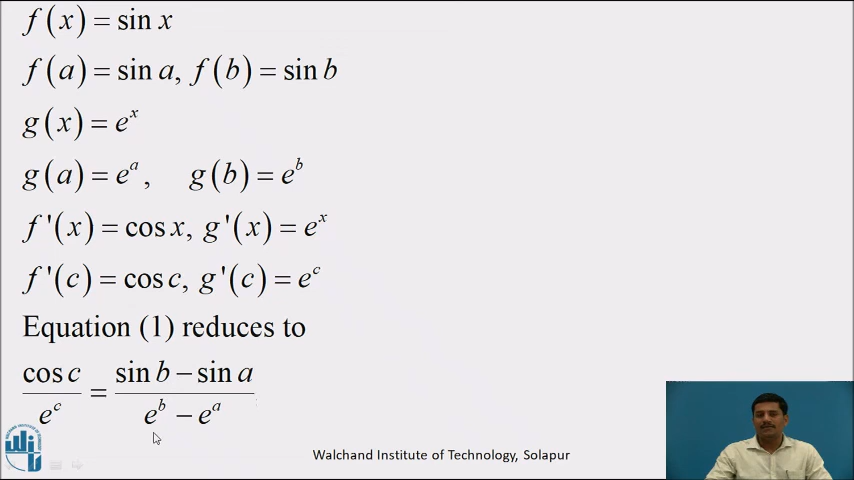 f(x) = sin x
f(a) = sin a, f(b) = sin b
g(x) = e^x
g(a) = e^a, g(b) = e^b
f'(x) = cos x, g'(x) = e^x
f'(c) = cos c, g'(c) = e^c
Equation (1) reduces to
cos c / e^c = (sin b − sin a) / (e^b − e^a)
Walchand Institute of Technology, Solapur